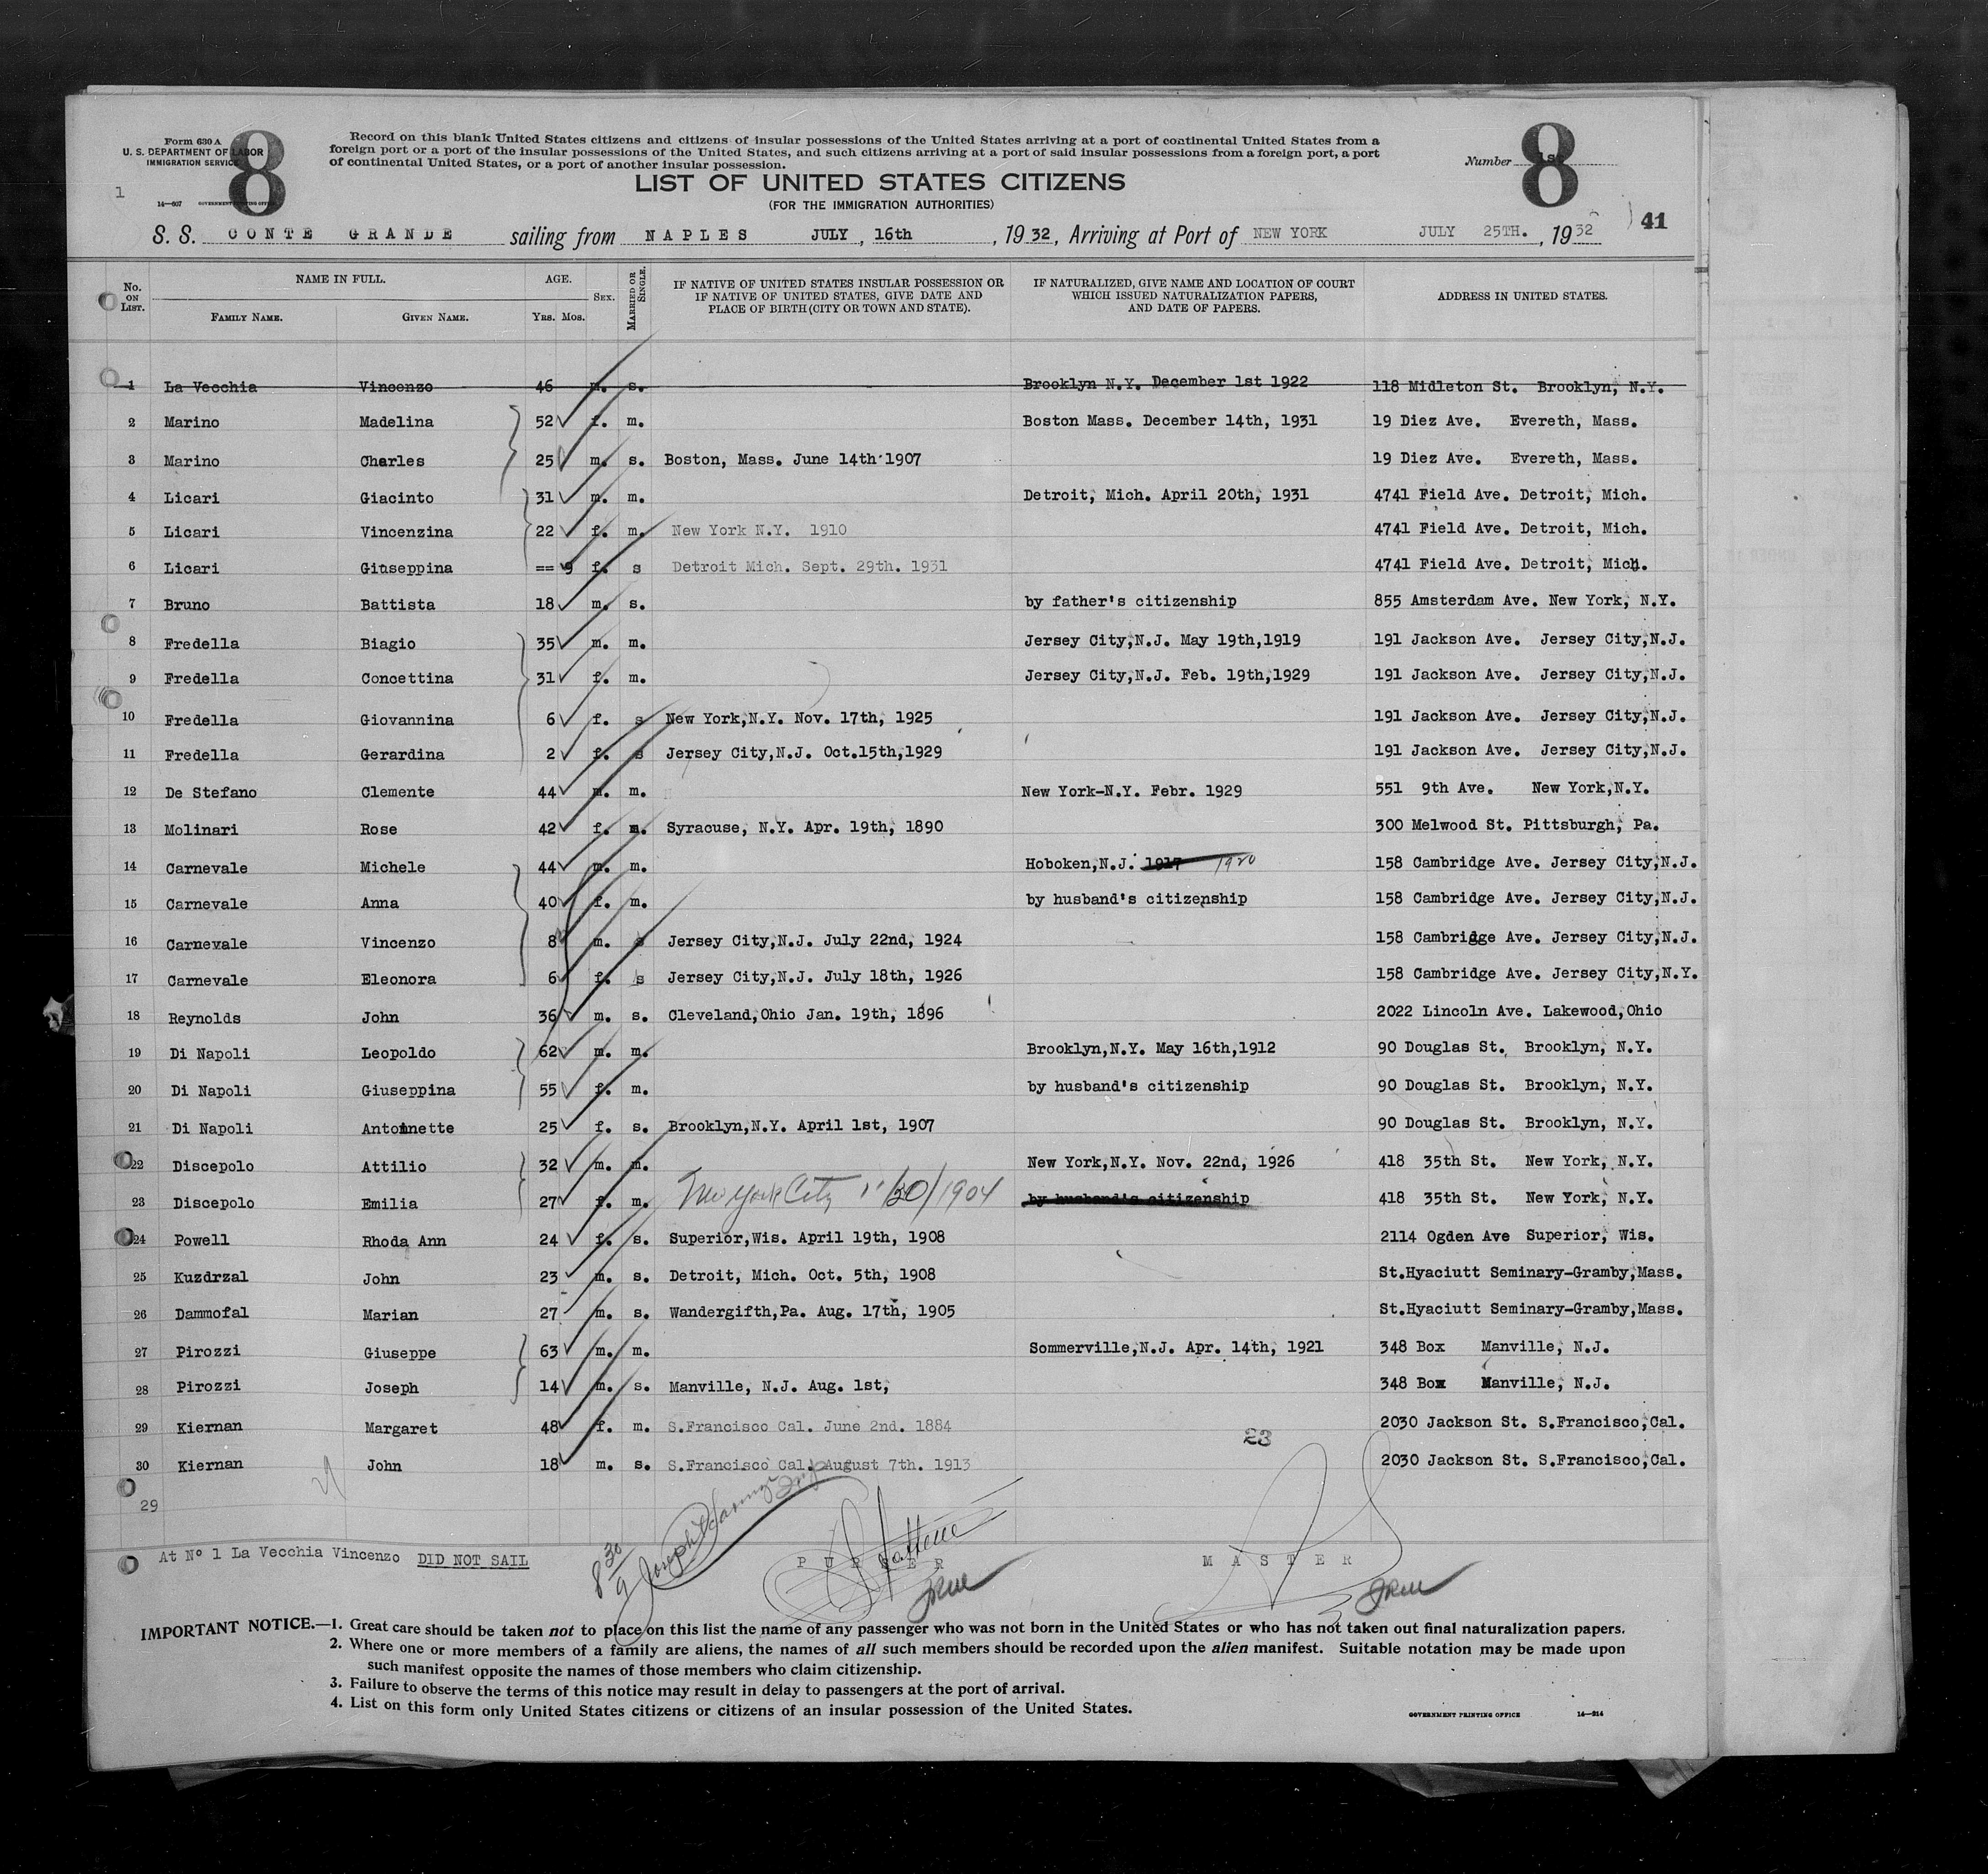 Form 630 A
U. S. DEPARTMENT OF LABOR
IMMIGRATION SERVICE
8
1
14—607 GOVERNMENT PRINTING OFFICE
Record on this blank United States citizens and citizens of insular possessions of the United States arriving at a port of continental United States from a
foreign port or a port of the insular possessions of the United States, and such citizens arriving at a port of said insular possessions from a foreign port, a port
of continental United States, or a port of another insular possession.
Number 1st
8
LIST OF UNITED STATES CITIZENS
(FOR THE IMMIGRATION AUTHORITIES)
41
S. S. CONTE GRANDE sailing from NAPLES JULY, 16th, 1932, Arriving at Port of NEW YORK JULY 25TH., 1932
No. ON LIST. NAME IN FULL. FAMILY NAME. GIVEN NAME. AGE. YRS. MOS. SEX. MARRIED OR SINGLE. IF NATIVE OF UNITED STATES INSULAR POSSESSION OR IF NATIVE OF UNITED STATES, GIVE DATE AND PLACE OF BIRTH (CITY OR TOWN AND STATE). IF NATURALIZED, GIVE NAME AND LOCATION OF COURT WHICH ISSUED NATURALIZATION PAPERS, AND DATE OF PAPERS. ADDRESS IN UNITED STATES.
1 La Vecchia Vincenzo 46 m. s. Brooklyn N.Y. December 1st 1922 118 Midleton St. Brooklyn, N.Y.
2 Marino Madelina 52 f. m. Boston Mass. December 14th, 1931 19 Diez Ave. Evereth, Mass.
3 Marino Charles 25 m. s. Boston, Mass. June 14th 1907 19 Diez Ave. Evereth, Mass.
4 Licari Giacinto 31 m. m. Detroit, Mich. April 20th, 1931 4741 Field Ave. Detroit, Mich.
5 Licari Vincenzina 22 f. m. New York N.Y. 1910 4741 Field Ave. Detroit, Mich.
6 Licari Giuseppina == 9 f. s Detroit Mich. Sept. 29th. 1931 4741 Field Ave. Detroit, Mich.
7 Bruno Battista 18 m. s. by father's citizenship 855 Amsterdam Ave. New York, N.Y.
8 Fredella Biagio 35 m. m. Jersey City,N.J. May 19th,1919 191 Jackson Ave. Jersey City,N.J.
9 Fredella Concettina 31 f. m. Jersey City,N.J. Feb. 19th,1929 191 Jackson Ave. Jersey City,N.J.
10 Fredella Giovannina 6 f. s New York,N.Y. Nov. 17th, 1925 191 Jackson Ave. Jersey City,N.J.
11 Fredella Gerardina 2 f. s Jersey City,N.J. Oct.15th,1929 191 Jackson Ave. Jersey City,N.J.
12 De Stefano Clemente 44 m. m. New York-N.Y. Febr. 1929 551 9th Ave. New York,N.Y.
13 Molinari Rose 42 f. m. Syracuse, N.Y. Apr. 19th, 1890 300 Melwood St. Pittsburgh, Pa.
14 Carnevale Michele 44 m. m. Hoboken,N.J. 1917 1920 158 Cambridge Ave. Jersey City,N.J.
15 Carnevale Anna 40 f. m. by husband's citizenship 158 Cambridge Ave. Jersey City,N.J.
16 Carnevale Vincenzo 8 m. s Jersey City,N.J. July 22nd, 1924 158 Cambridge Ave. Jersey City,N.J.
17 Carnevale Eleonora 6 f. s Jersey City,N.J. July 18th, 1926 158 Cambridge Ave. Jersey City,N.Y.
18 Reynolds John 36 m. s. Cleveland,Ohio Jan. 19th, 1896 2022 Lincoln Ave. Lakewood,Ohio
19 Di Napoli Leopoldo 62 m. m. Brooklyn,N.Y. May 16th,1912 90 Douglas St. Brooklyn, N.Y.
20 Di Napoli Giuseppina 55 f. m. by husband's citizenship 90 Douglas St. Brooklyn, N.Y.
21 Di Napoli Antoinnette 25 f. s. Brooklyn,N.Y. April 1st, 1907 90 Douglas St. Brooklyn, N.Y.
22 Discepolo Attilio 32 m. m. New York,N.Y. Nov. 22nd, 1926 418 35th St. New York, N.Y.
23 Discepolo Emilia 27 f. m. New York City 11/30/1904 by husband's citizenship 418 35th St. New York, N.Y.
24 Powell Rhoda Ann 24 f. s. Superior,Wis. April 19th, 1908 2114 Ogden Ave Superior, Wis.
25 Kuzdrzal John 23 m. s. Detroit, Mich. Oct. 5th, 1908 St.Hyaciutt Seminary-Gramby,Mass.
26 Dammofal Marian 27 m. s. Wandergifth,Pa. Aug. 17th, 1905 St.Hyaciutt Seminary-Gramby,Mass.
27 Pirozzi Giuseppe 63 m. m. Sommerville,N.J. Apr. 14th, 1921 348 Box Manville, N.J.
28 Pirozzi Joseph 14 m. s. Manville, N.J. Aug. 1st, 348 Box Manville, N.J.
29 Kiernan Margaret 48 f. m. S.Francisco Cal. June 2nd. 1884 2030 Jackson St. S.Francisco,Cal.
23
30 Kiernan John 18 m. s. S.Francisco Cal. August 7th. 1913 2030 Jackson St. S.Francisco,Cal.
29
At Nº 1 La Vecchia Vincenzo DID NOT SAIL
8 30/9 Joseph
PURSER
MASTER
IMPORTANT NOTICE.—1. Great care should be taken not to place on this list the name of any passenger who was not born in the United States or who has not taken out final naturalization papers.
2. Where one or more members of a family are aliens, the names of all such members should be recorded upon the alien manifest. Suitable notation may be made upon
such manifest opposite the names of those members who claim citizenship.
3. Failure to observe the terms of this notice may result in delay to passengers at the port of arrival.
4. List on this form only United States citizens or citizens of an insular possession of the United States.
GOVERNMENT PRINTING OFFICE 14—214